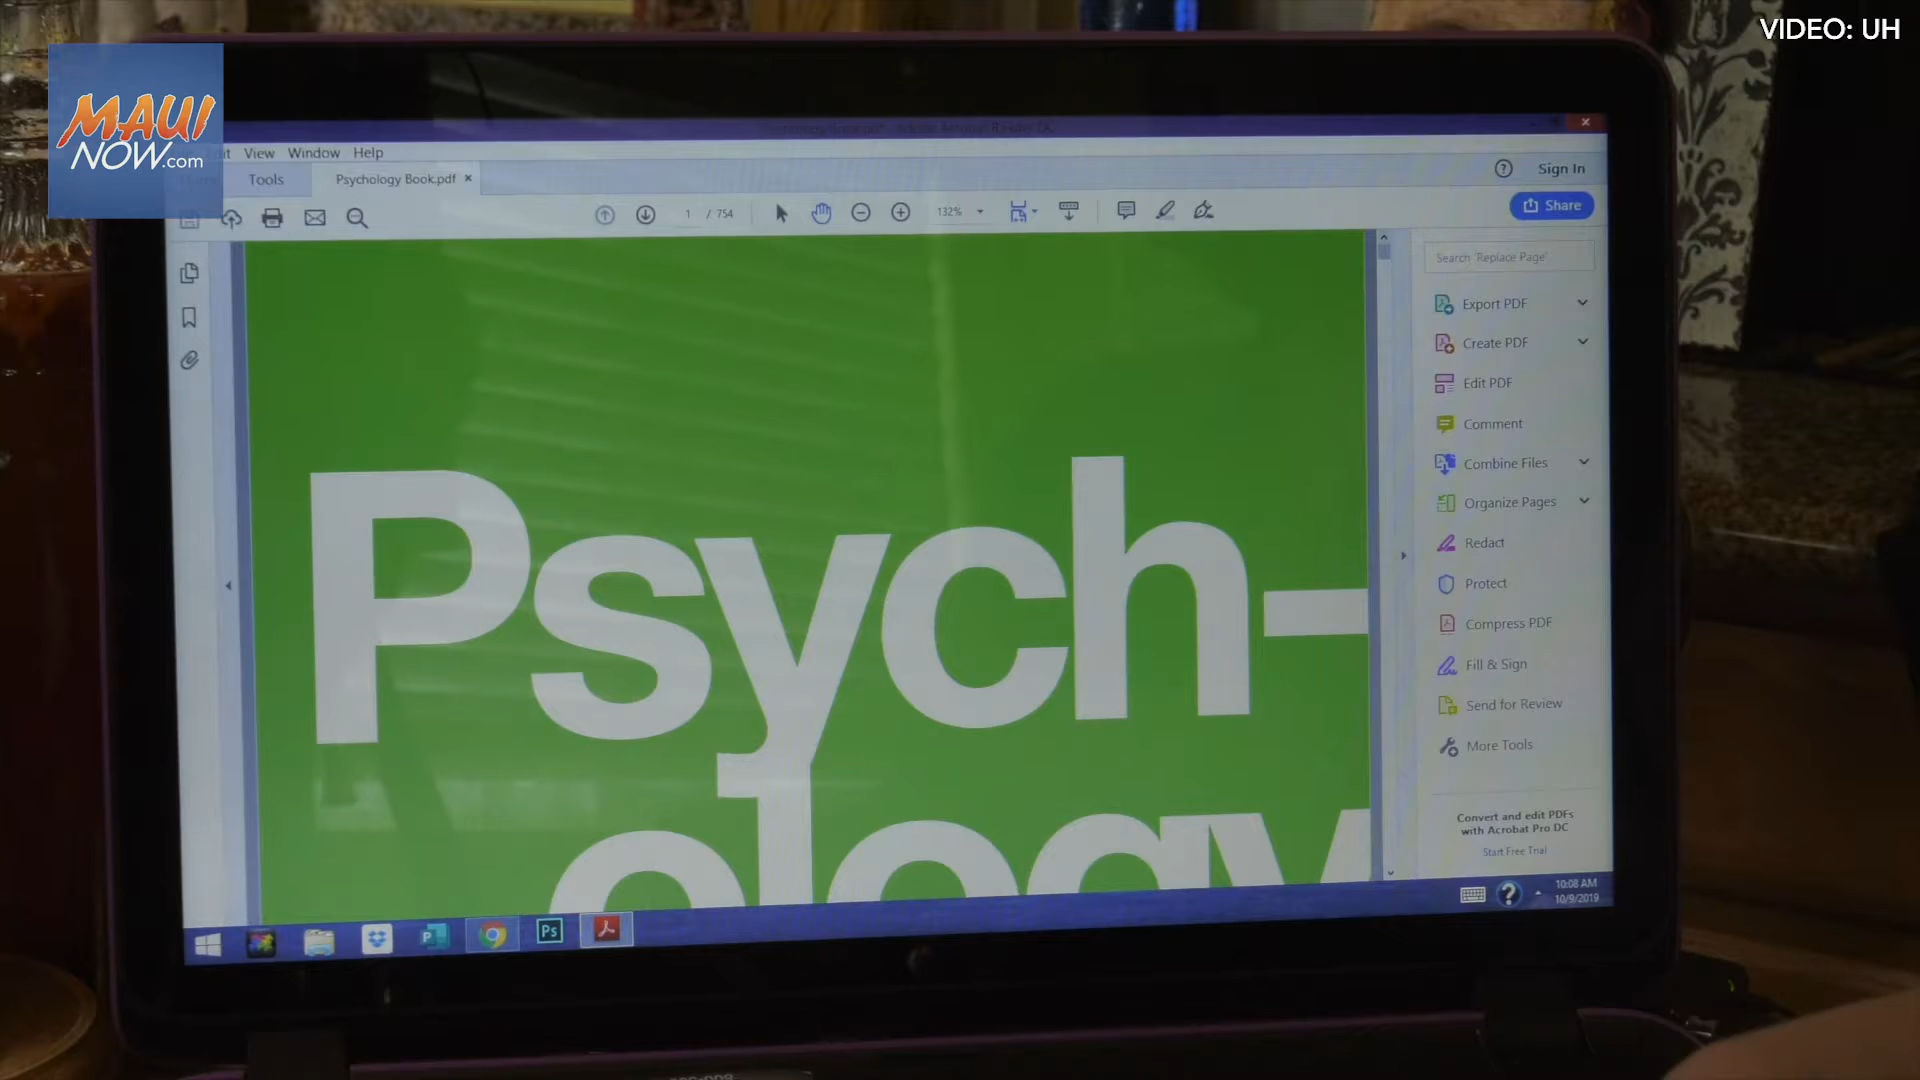 VIDEO: UH
MAUI
NOW.com
View Window Help
Tools
Psychology Book.pdf ×
? Sign In
1 / 754
132%
Share
Search 'Replace Page'
Export PDF
Create PDF
Edit PDF
Comment
Combine Files
Organize Pages
Redact
Protect
Compress PDF
Fill & Sign
Send for Review
More Tools
Psych-
ology
Convert and edit PDFs
with Acrobat Pro DC
Start Free Trial
Ps
?
10:08 AM
10/9/2019